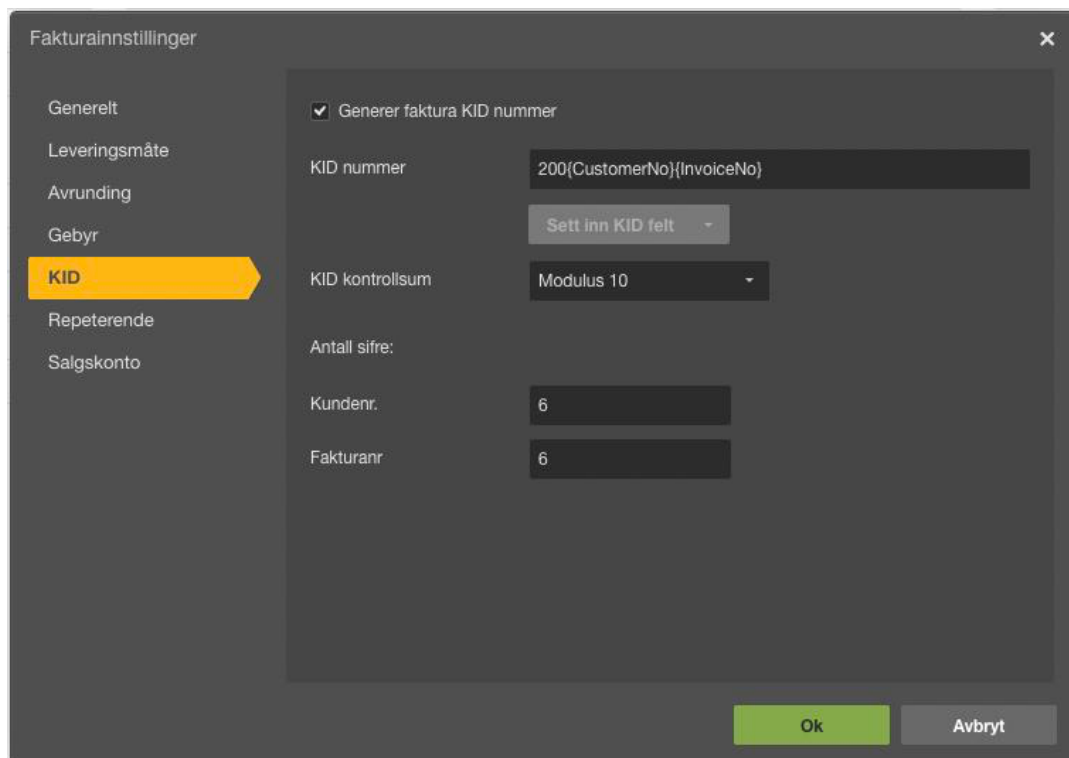 Fakturainnstillinger
Generelt
Leveringsmåte
Avrunding
Gebyr
KID
Repeterende
Salgskonto
Generer faktura KID nummer
KID nummer
200{CustomerNo}{InvoiceNo}
Sett inn KID felt
KID kontrollsum
Modulus 10
Antall sifre:
Kundenr.
6
Fakturanr
6
Ok
Avbryt